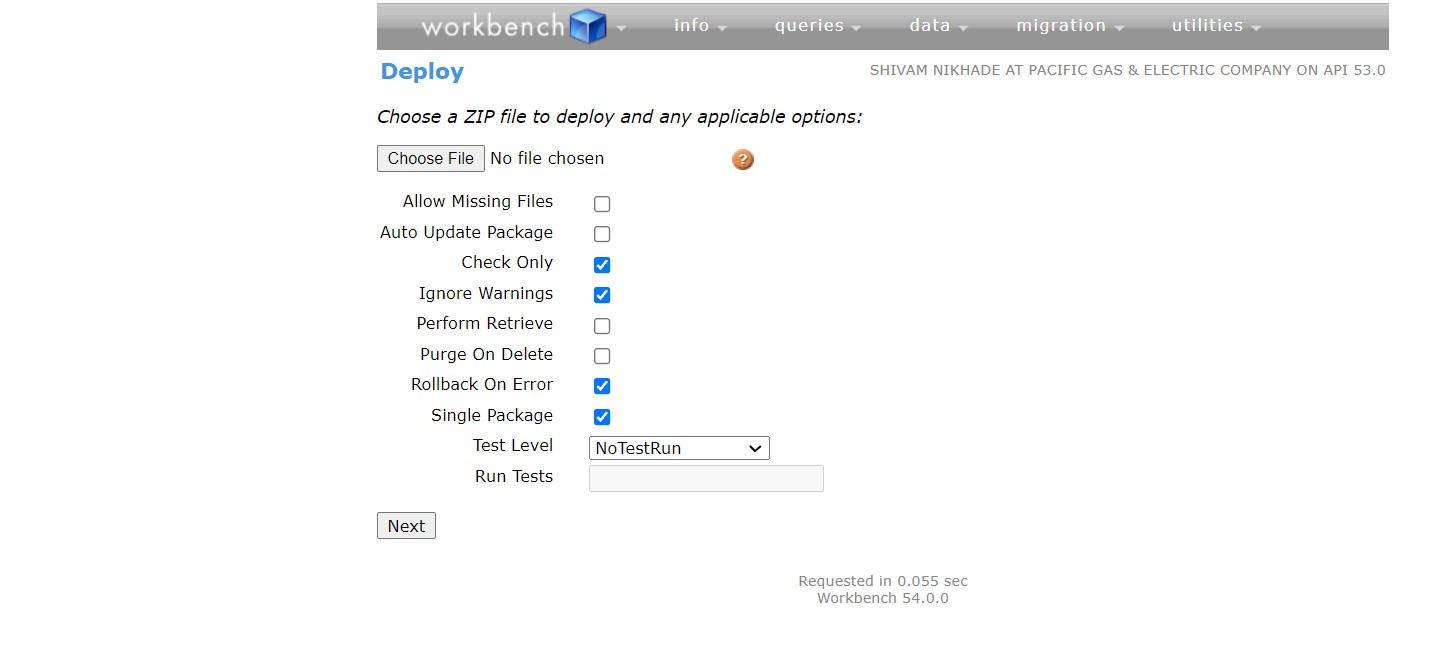 workbench info queries data migration utilities
Deploy SHIVAM NIKHADE AT PACIFIC GAS & ELECTRIC COMPANY ON API 53.0
Choose a ZIP file to deploy and any applicable options:
Choose File No file chosen ?
Allow Missing Files
Auto Update Package
Check Only
Ignore Warnings
Perform Retrieve
Purge On Delete
Rollback On Error
Single Package
Test Level NoTestRun
Run Tests
Next
Requested in 0.055 sec
Workbench 54.0.0